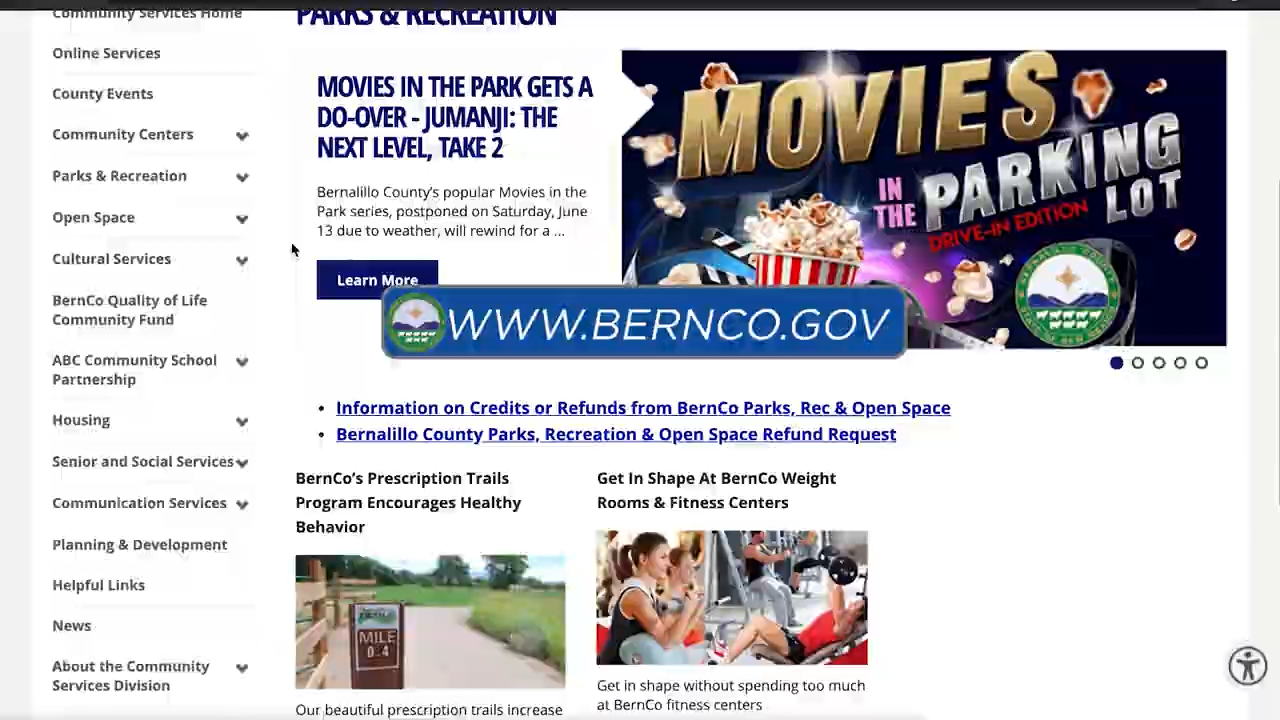 Community Services Home
Online Services
County Events
Community Centers
Parks & Recreation
Open Space
Cultural Services
BernCo Quality of Life
Community Fund
ABC Community School
Partnership
Housing
Senior and Social Services
Communication Services
Planning & Development
Helpful Links
News
About the Community
Services Division
PARKS & RECREATION
MOVIES IN THE PARK GETS A
DO-OVER - JUMANJI: THE
NEXT LEVEL, TAKE 2
Bernalillo County's popular Movies in the
Park series, postponed on Saturday, June
13 due to weather, will rewind for a ...
Learn More
MOVIES
IN
THE
PARKING
LOT
DRIVE-IN EDITION
WWW.BERNCO.GOV
• Information on Credits or Refunds from BernCo Parks, Rec & Open Space
• Bernalillo County Parks, Recreation & Open Space Refund Request
BernCo's Prescription Trails
Program Encourages Healthy
Behavior
MILE
0.4
Our beautiful prescription trails increase
Get In Shape At BernCo Weight
Rooms & Fitness Centers
Get in shape without spending too much
at BernCo fitness centers